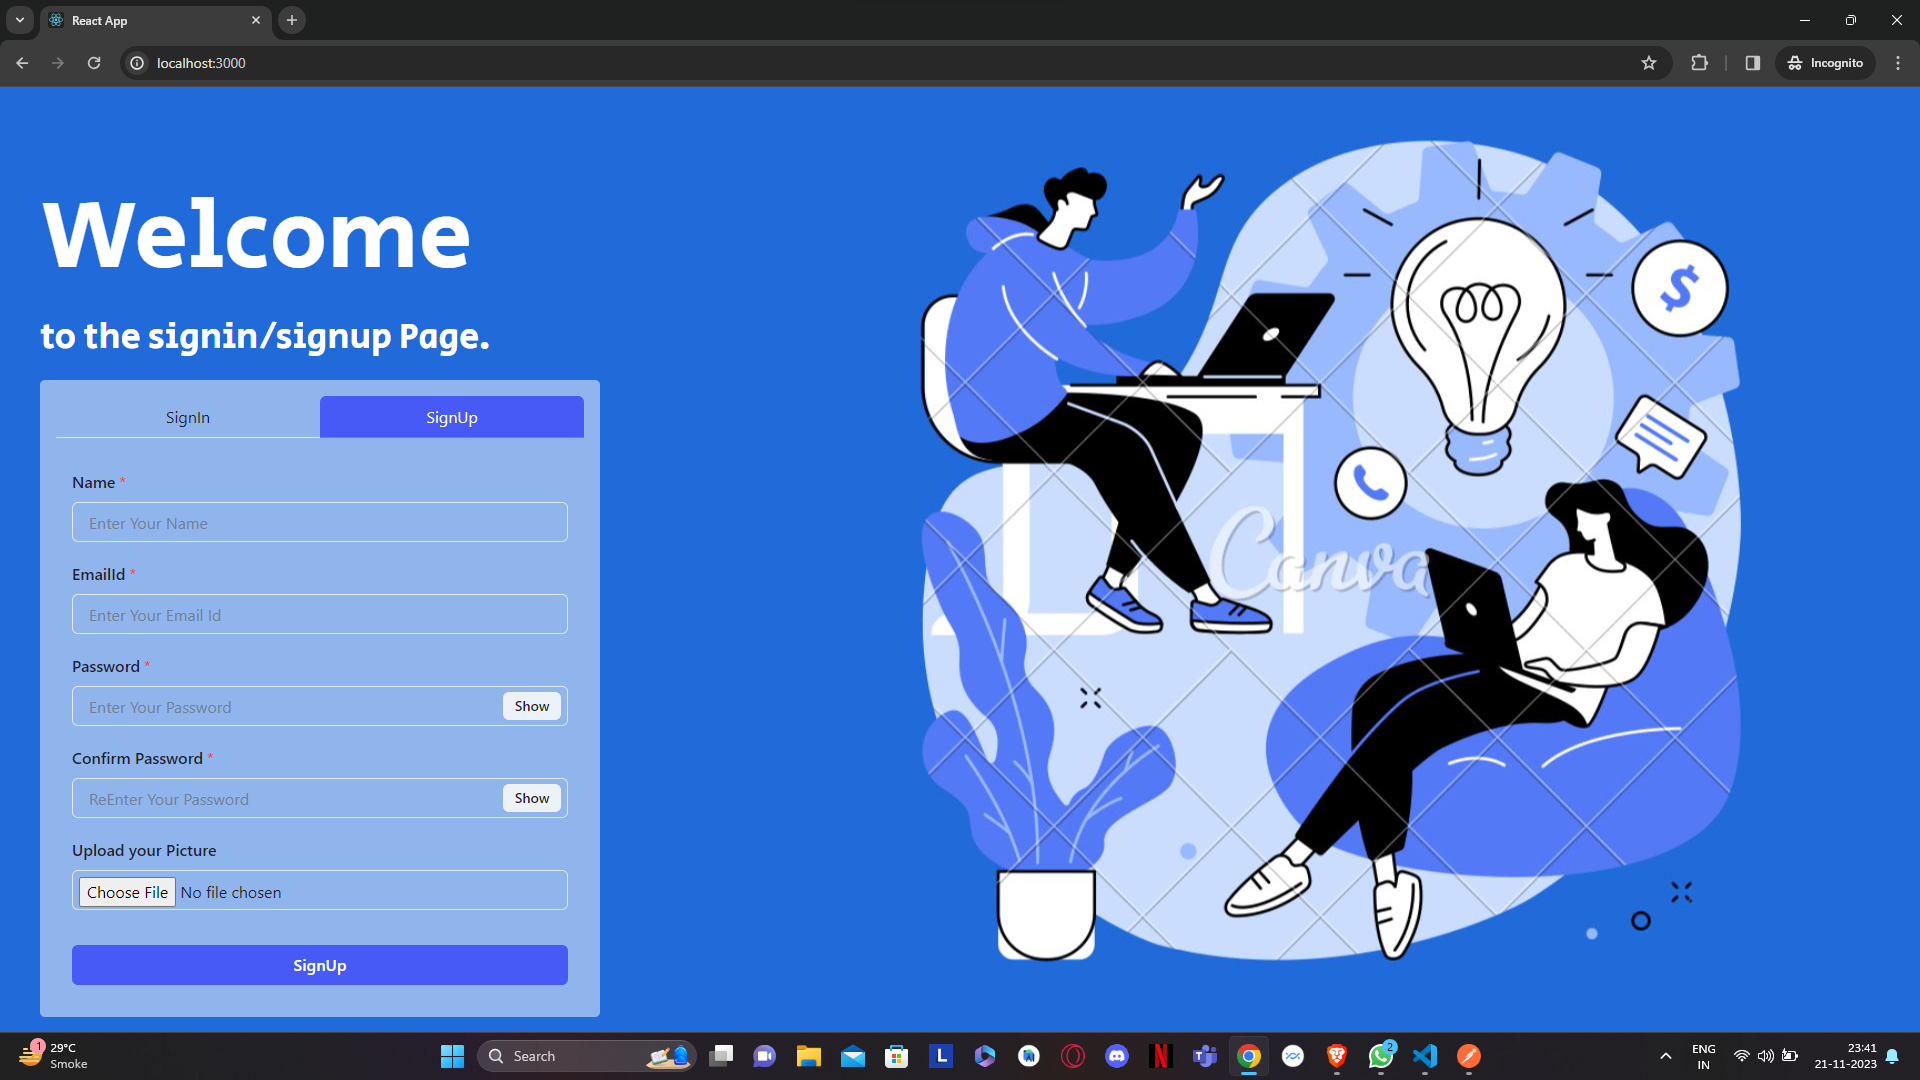 React App
localhost:3000
Incognito
Welcome
to the signin/signup Page.
SignIn SignUp
Name *
Enter Your Name
EmailId *
Enter Your Email Id
Password *
Enter Your Password Show
Confirm Password *
ReEnter Your Password Show
Upload your Picture
Choose File No file chosen
SignUp
Canva
$
1
29°C
Smoke
Search
L
N
2
ENG
IN
23:41
21-11-2023